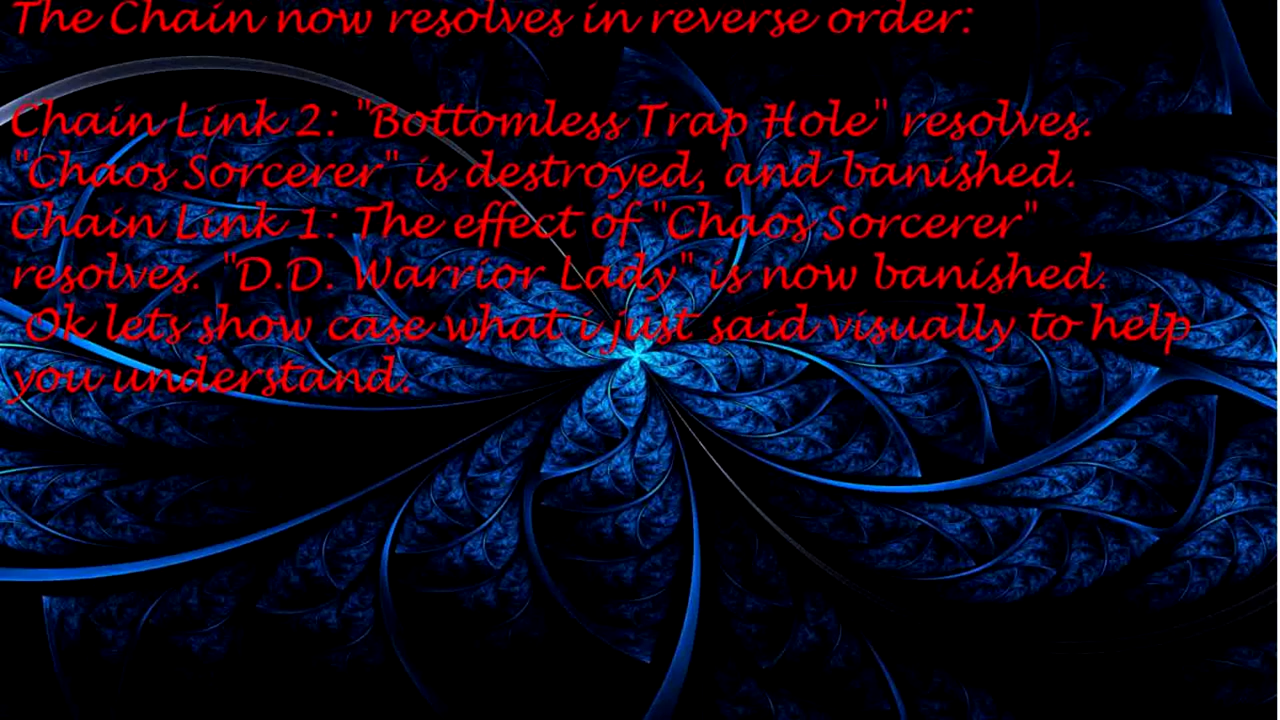 The Chain now resolves in reverse order:
Chain Link 2: "Bottomless Trap Hole" resolves.
"Chaos Sorcerer" is destroyed, and banished.
Chain Link 1: The effect of "Chaos Sorcerer"
resolves. "D.D. Warrior Lady" is now banished.
Ok lets show case what i just said visually to help
you understand.